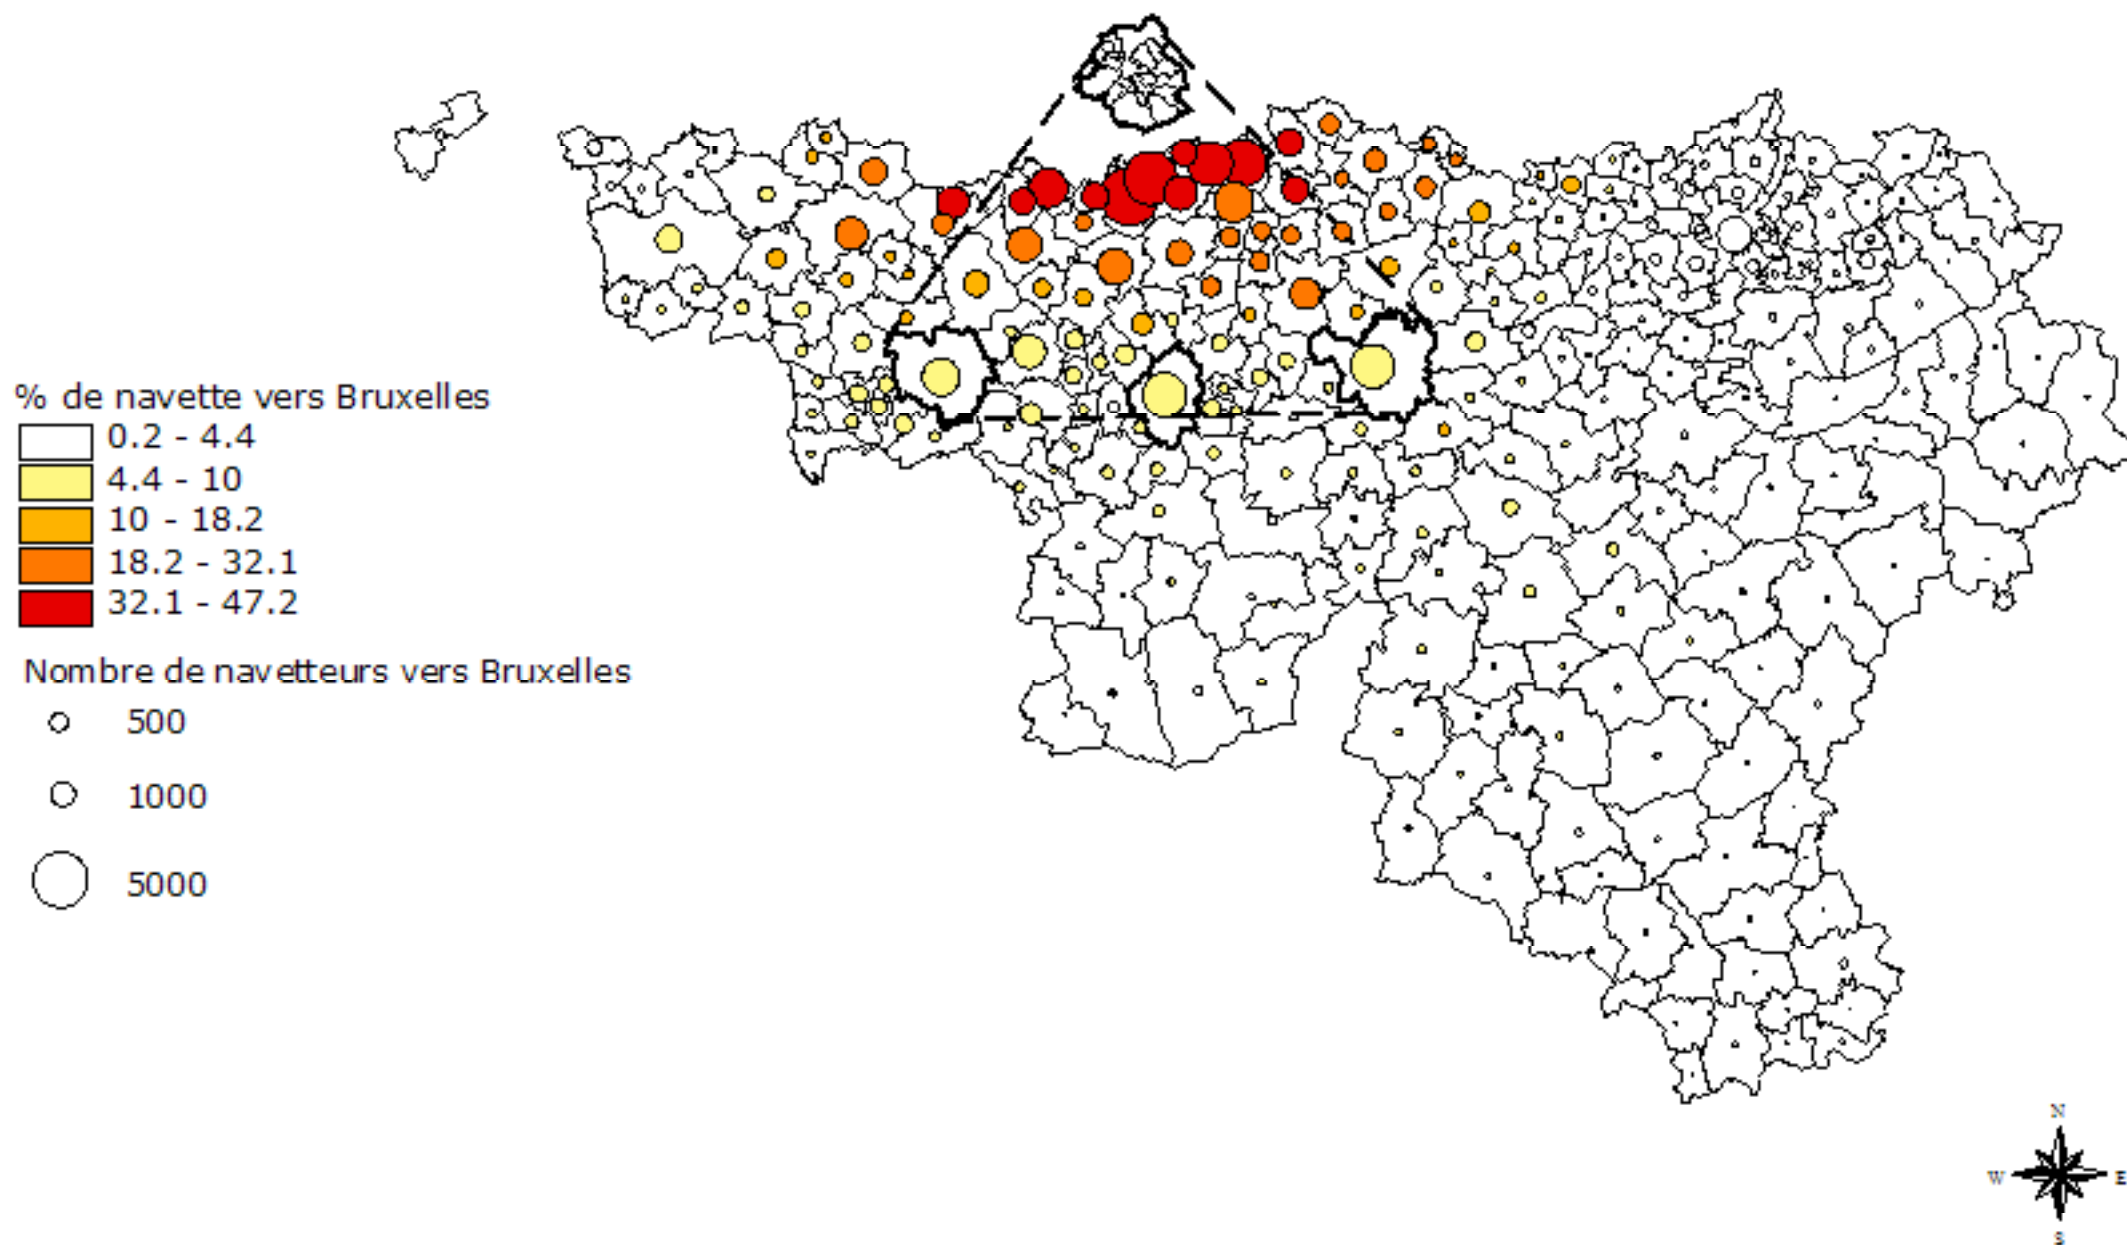 % de navette vers Bruxelles
0.2 - 4.4
4.4 - 10
10 - 18.2
18.2 - 32.1
32.1 - 47.2
Nombre de navetteurs vers Bruxelles
500
1000
5000
N
W E
S